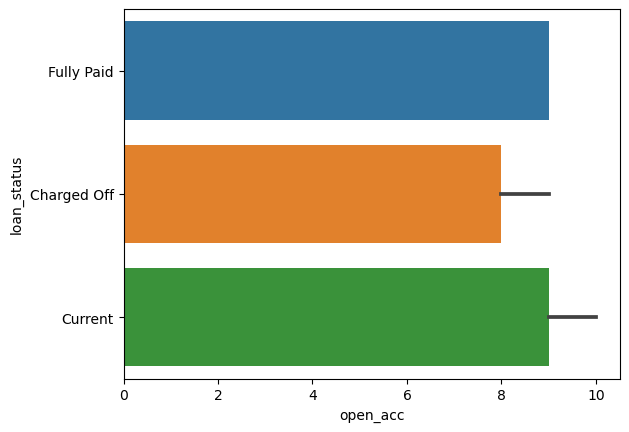 loan_status
Fully Paid
Charged Off
Current
0 2 4 6 8 10
open_acc